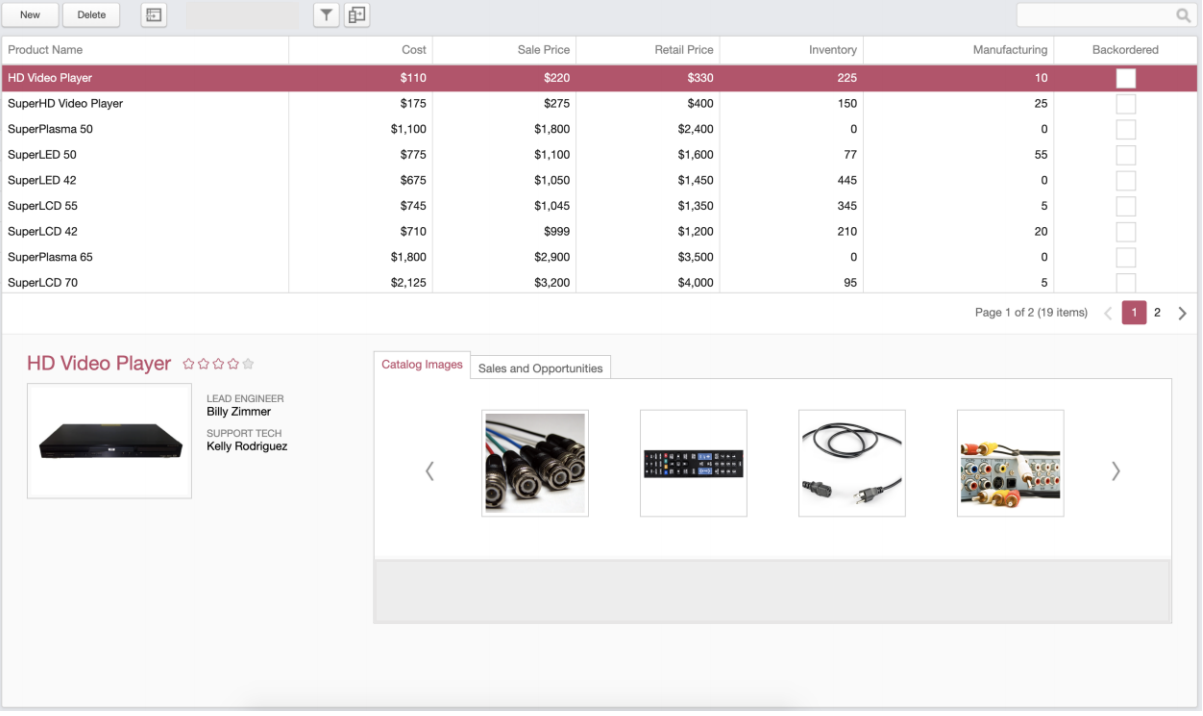 New Delete
Product Name Cost Sale Price Retail Price Inventory Manufacturing Backordered
HD Video Player $110 $220 $330 225 10
SuperHD Video Player $175 $275 $400 150 25
SuperPlasma 50 $1,100 $1,800 $2,400 0 0
SuperLED 50 $775 $1,100 $1,600 77 55
SuperLED 42 $675 $1,050 $1,450 445 0
SuperLCD 55 $745 $1,045 $1,350 345 5
SuperLCD 42 $710 $999 $1,200 210 20
SuperPlasma 65 $1,800 $2,900 $3,500 0 0
SuperLCD 70 $2,125 $3,200 $4,000 95 5
Page 1 of 2 (19 items) 1 2
HD Video Player
LEAD ENGINEER
Billy Zimmer
SUPPORT TECH
Kelly Rodriguez
Catalog Images Sales and Opportunities